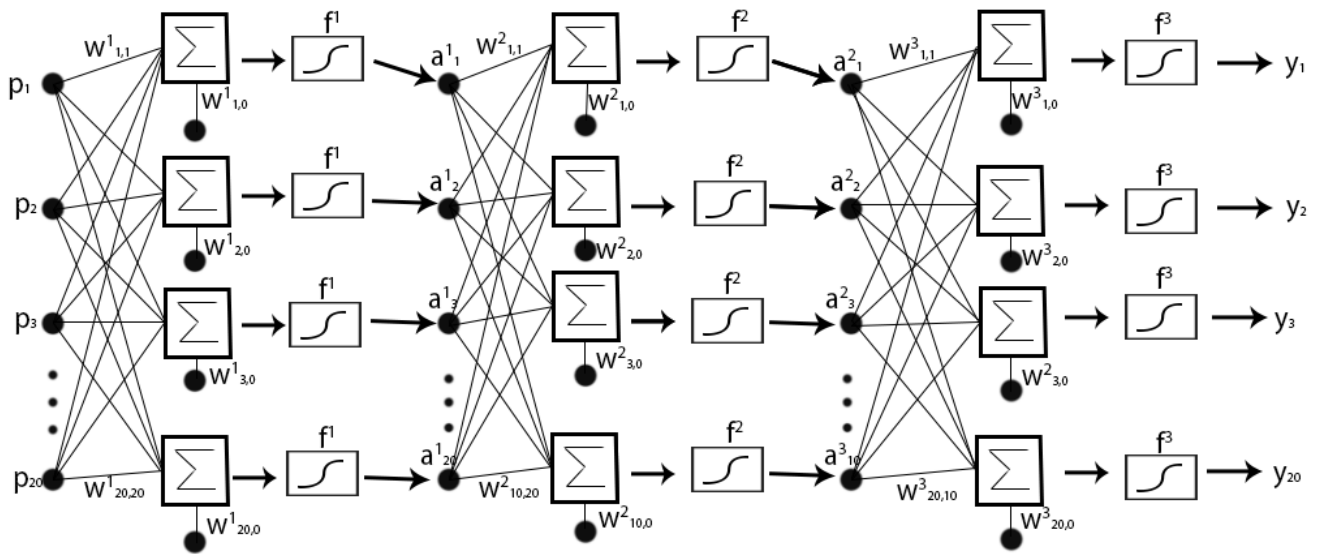 f¹ f² f³
W¹₁,₁ a¹₁ W²₁,₁ a²₁ W³₁,₁
p₁ ∑ ∑ ∑ y₁
W¹₁,₀ W²₁,₀ W³₁,₀
f¹ f² f³
p₂ ∑ a¹₂ ∑ a²₂ ∑ y₂
W¹₂,₀ W²₂,₀ W³₂,₀
f¹ f² f³
p₃ ∑ a¹₃ ∑ a²₃ ∑ y₃
W¹₃,₀ W²₃,₀ W²₃,₀
f¹ f² f³
p₂₀ ∑ a¹₂₀ ∑ a³₁₀ ∑ y₂₀
W¹₂₀,₂₀ W²₁₀,₂₀ W³₂₀,₁₀
W¹₂₀,₀ W²₁₀,₀ W³₂₀,₀